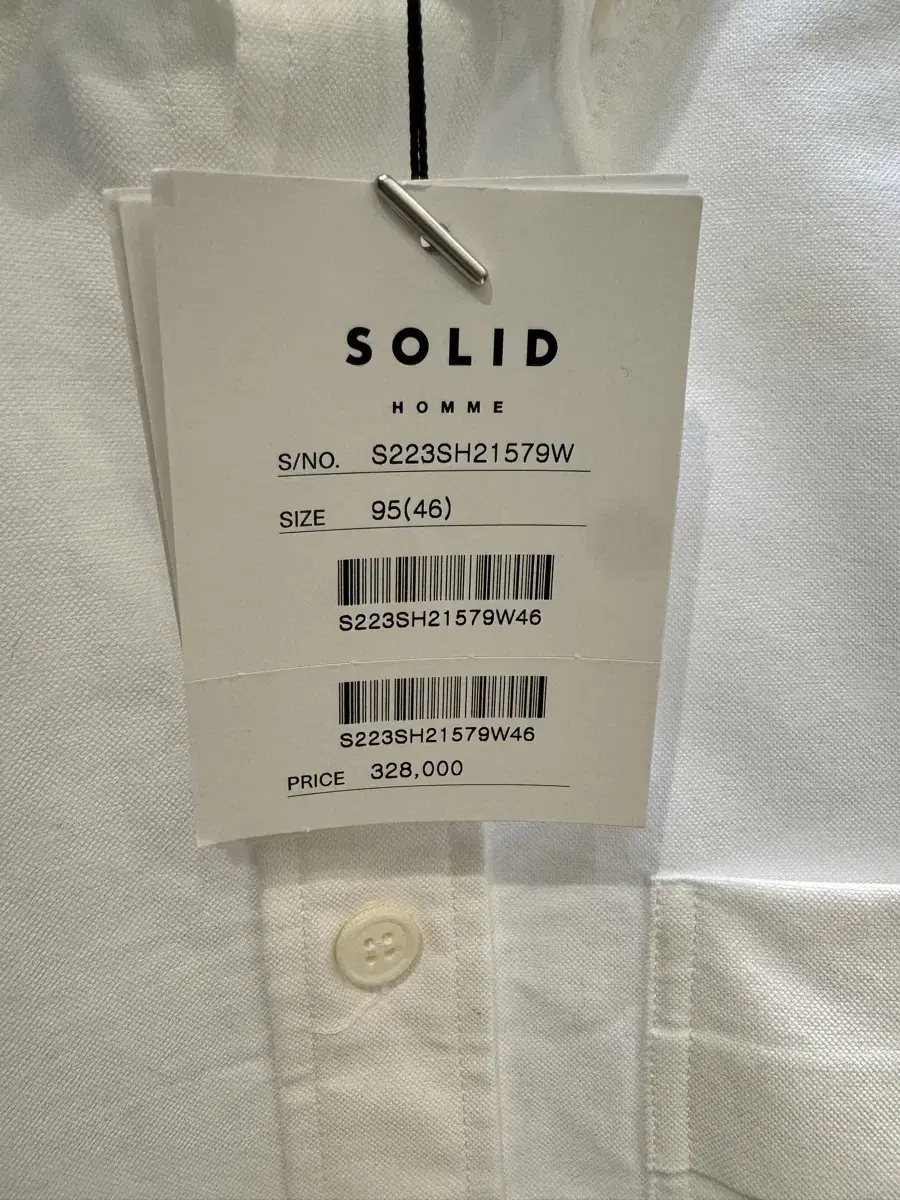 SOLID
HOMME
S/NO. S223SH21579W
SIZE 95(46)
S223SH21579W46
S223SH21579W46
PRICE 328,000